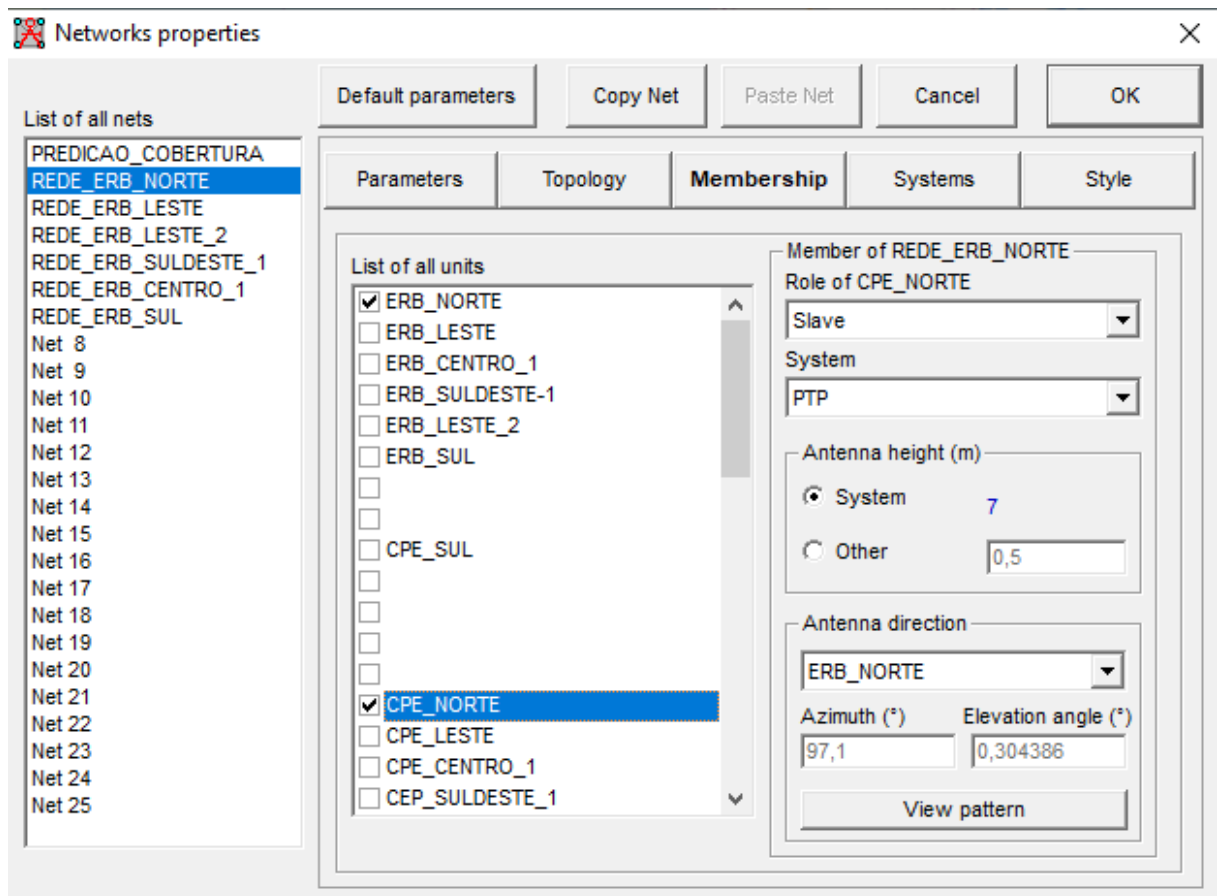 Networks properties
Default parameters
Copy Net
Paste Net
Cancel
OK
List of all nets
PREDICAO_COBERTURA
REDE_ERB_NORTE
REDE_ERB_LESTE
REDE_ERB_LESTE_2
REDE_ERB_SULDESTE_1
REDE_ERB_CENTRO_1
REDE_ERB_SUL
Net 8
Net 9
Net 10
Net 11
Net 12
Net 13
Net 14
Net 15
Net 16
Net 17
Net 18
Net 19
Net 20
Net 21
Net 22
Net 23
Net 24
Net 25
Parameters
Topology
Membership
Systems
Style
List of all units
ERB_NORTE
ERB_LESTE
ERB_CENTRO_1
ERB_SULDESTE-1
ERB_LESTE_2
ERB_SUL
CPE_SUL
CPE_NORTE
CPE_LESTE
CPE_CENTRO_1
CEP_SULDESTE_1
Member of REDE_ERB_NORTE
Role of CPE_NORTE
Slave
System
PTP
Antenna height (m)
System 7
Other 0,5
Antenna direction
ERB_NORTE
Azimuth (°) Elevation angle (°)
97,1 0,304386
View pattern